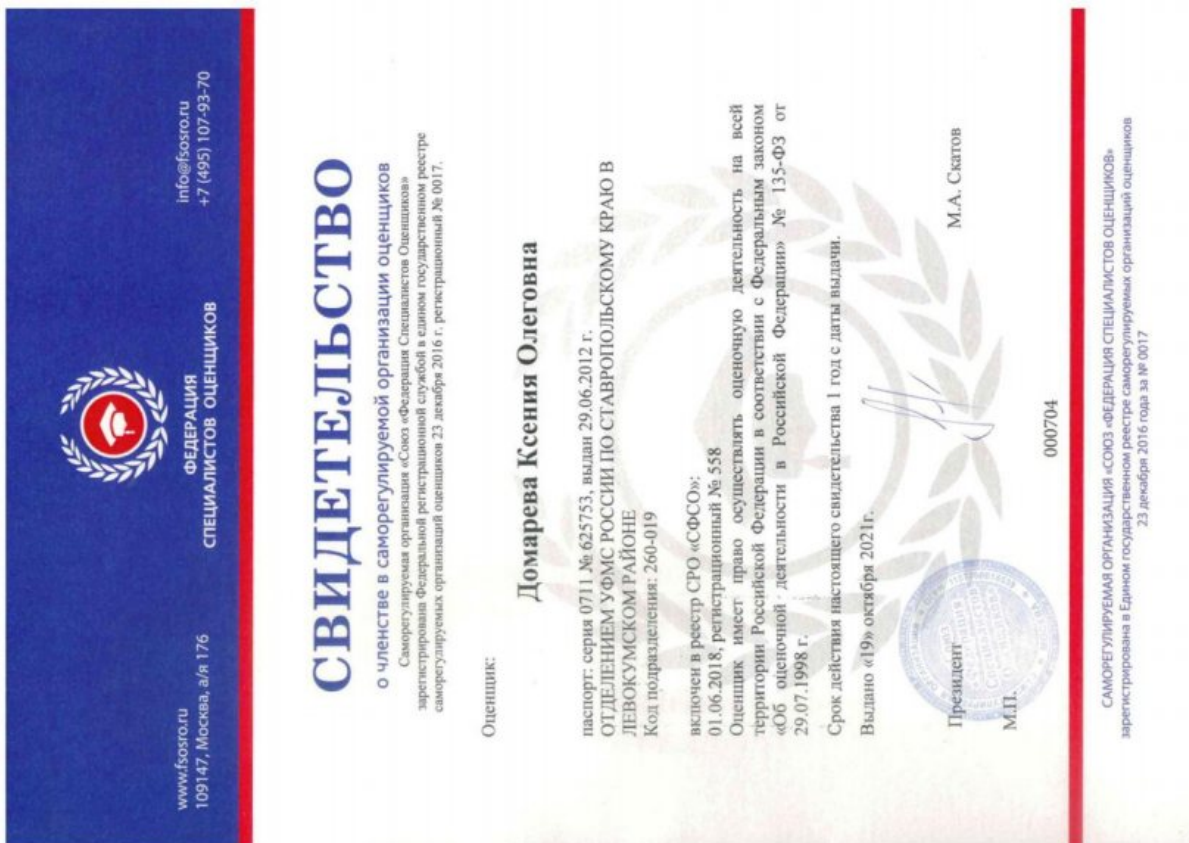 www.fsosro.ru
109147, Москва, а/я 176
ФЕДЕРАЦИЯ
СПЕЦИАЛИСТОВ ОЦЕНЩИКОВ
info@fsosro.ru
+7 (495) 107-93-70
СВИДЕТЕЛЬСТВО
о членстве в саморегулируемой организации оценщиков
Саморегулируемая организация «Союз «Федерация Специалистов Оценщиков»
зарегистрирована Федеральной регистрационной службой в едином государственном реестре
саморегулируемых организаций оценщиков 23 декабря 2016 г. регистрационный № 0017.
Оценщик:
Домарева Ксения Олеговна
паспорт: серия 0711 № 625753, выдан 29.06.2012 г.
ОТДЕЛЕНИЕМ УФМС РОССИИ ПО СТАВРОПОЛЬСКОМУ КРАЮ В
ЛЕВОКУМСКОМ РАЙОНЕ
Код подразделения: 260-019
включен в реестр СРО «СФСО»:
01.06.2018, регистрационный № 558
Оценщик имеет право осуществлять оценочную деятельность на всей
территории Российской Федерации в соответствии с Федеральным законом
«Об оценочной деятельности в Российской Федерации» № 135-ФЗ от
29.07.1998 г.
Срок действия настоящего свидетельства 1 год с даты выдачи.
Выдано «19» октября 2021г.
Президент
М.А. Скатов
М.П.
000704
САМОРЕГУЛИРУЕМАЯ ОРГАНИЗАЦИЯ «СОЮЗ «ФЕДЕРАЦИЯ СПЕЦИАЛИСТОВ ОЦЕНЩИКОВ»
зарегистрирована в Едином государственном реестре саморегулируемых организаций оценщиков
23 декабря 2016 года за № 0017